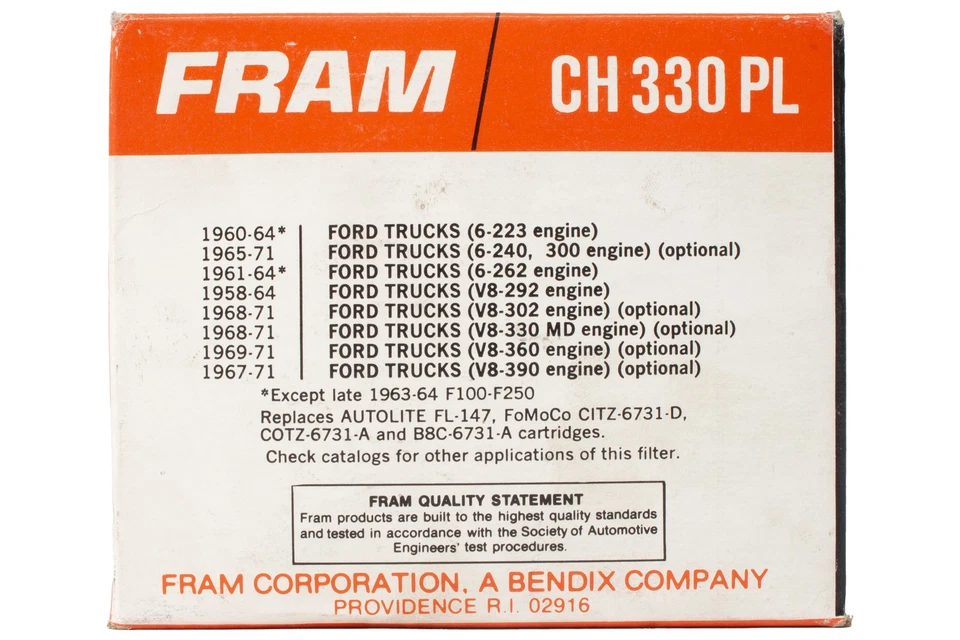 FRAM / CH 330 PL
1960-64* FORD TRUCKS (6-223 engine)
1965-71 FORD TRUCKS (6-240, 300 engine) (optional)
1961-64* FORD TRUCKS (6-262 engine)
1958-64 FORD TRUCKS (V8-292 engine)
1968-71 FORD TRUCKS (V8-302 engine) (optional)
1968-71 FORD TRUCKS (V8-330 MD engine) (optional)
1969-71 FORD TRUCKS (V8-360 engine) (optional)
1967-71 FORD TRUCKS (V8-390 engine) (optional)
*Except late 1963-64 F100-F250
Replaces AUTOLITE FL-147, FoMoCo CITZ-6731-D,
COTZ-6731-A and B8C-6731-A cartridges.
Check catalogs for other applications of this filter.
FRAM QUALITY STATEMENT
Fram products are built to the highest quality standards
and tested in accordance with the Society of Automotive
Engineers' test procedures.
FRAM CORPORATION, A BENDIX COMPANY
PROVIDENCE R.I. 02916